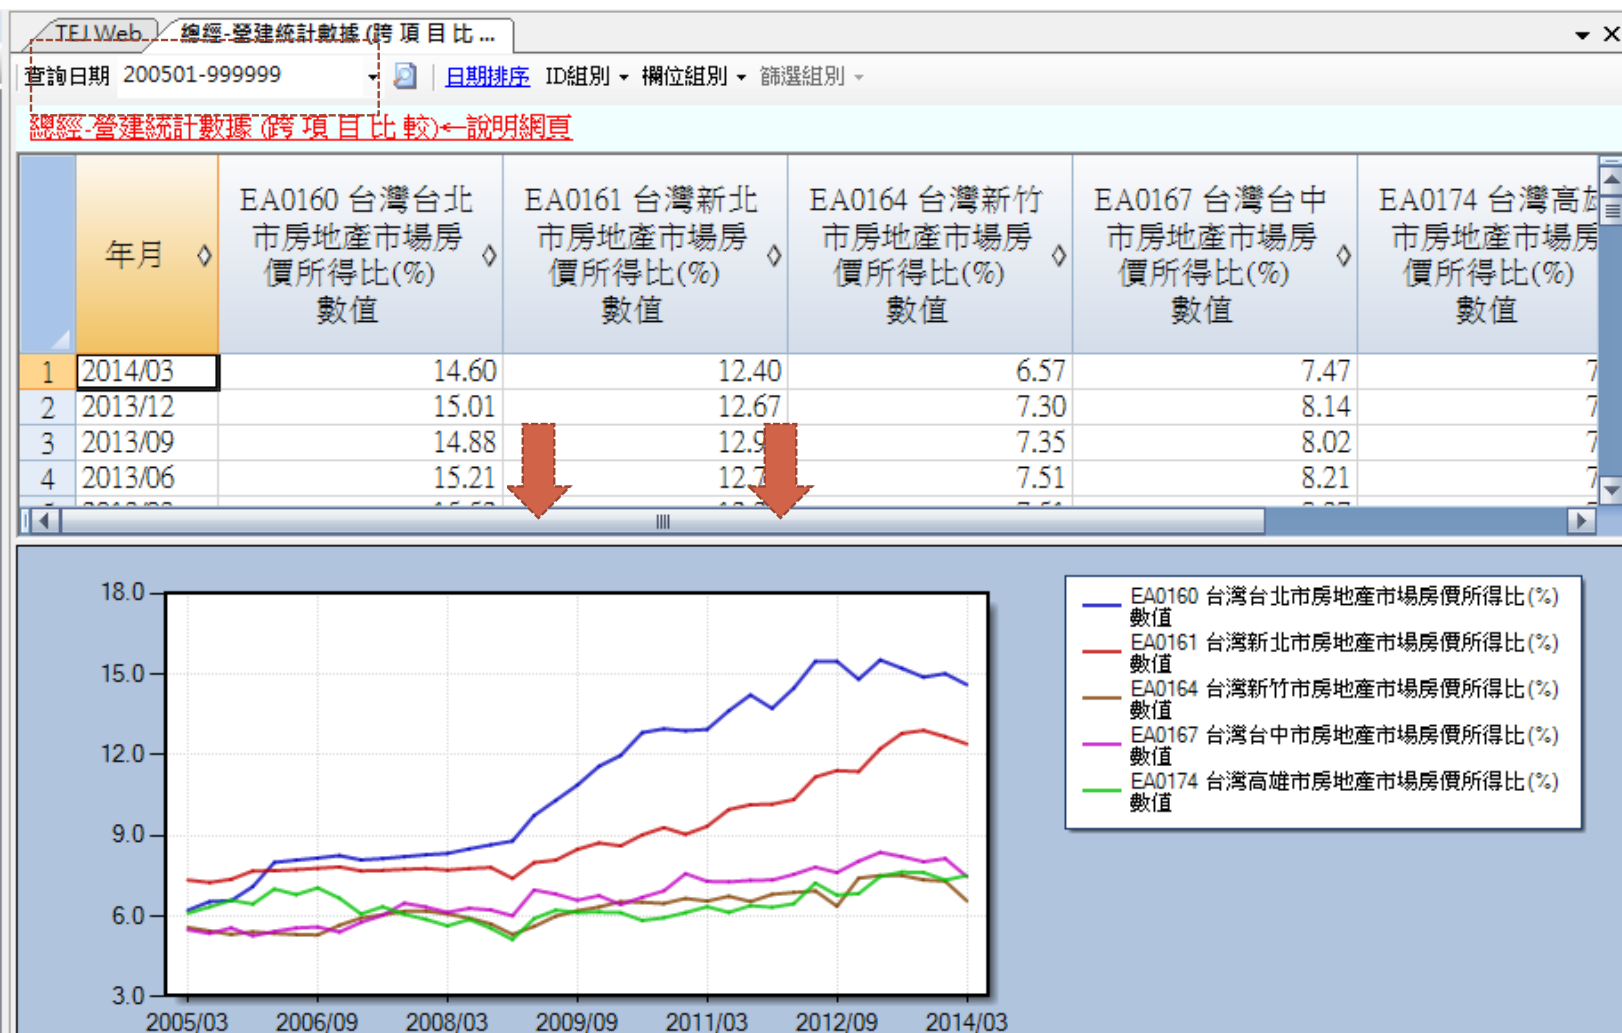 TEJ Web 總經-營建統計數據 (跨 項 目 比 ...
查詢日期 200501-999999 日期排序 ID組別 欄位組別 篩選組別
總經-營建統計數據 (跨 項 目 比 較)←說明網頁
年月
EA0160 台灣台北
市房地產市場房
價所得比(%)
數值
EA0161 台灣新北
市房地產市場房
價所得比(%)
數值
EA0164 台灣新竹
市房地產市場房
價所得比(%)
數值
EA0167 台灣台中
市房地產市場房
價所得比(%)
數值
EA0174 台灣高雄
市房地產市場房
價所得比(%)
數值
1 2014/03 14.60 12.40 6.57 7.47 7
2 2013/12 15.01 12.67 7.30 8.14 7
3 2013/09 14.88 12.9 7.35 8.02 7
4 2013/06 15.21 12.7 7.51 8.21 7
18.0
15.0
12.0
9.0
6.0
3.0
2005/03 2006/09 2008/03 2009/09 2011/03 2012/09 2014/03
EA0160 台灣台北市房地產市場房價所得比(%)
數值
EA0161 台灣新北市房地產市場房價所得比(%)
數值
EA0164 台灣新竹市房地產市場房價所得比(%)
數值
EA0167 台灣台中市房地產市場房價所得比(%)
數值
EA0174 台灣高雄市房地產市場房價所得比(%)
數值